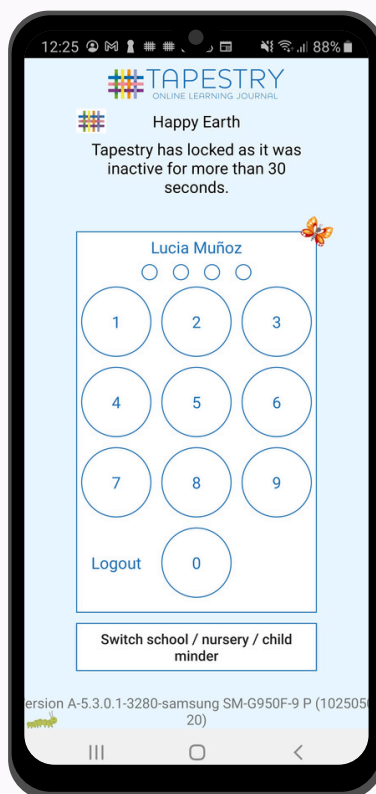 12:25 88%
TAPESTRY
ONLINE LEARNING JOURNAL
Happy Earth
Tapestry has locked as it was
inactive for more than 30
seconds.
Lucia Muñoz
1 2 3
4 5 6
7 8 9
Logout 0
Switch school / nursery / child
minder
ersion A-5.3.0.1-3280-samsung SM-G950F-9 P (1025050
20)